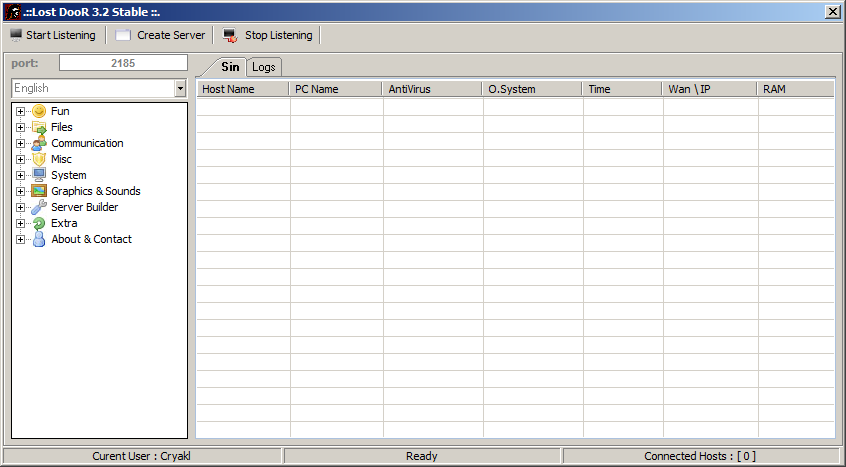 .::Lost DooR 3.2 Stable ::.
Start Listening Create Server Stop Listening
port: 2185
English
Fun
Files
Communication
Misc
System
Graphics & Sounds
Server Builder
Extra
About & Contact
Sin Logs
Host Name PC Name AntiVirus O.System Time Wan \ IP RAM
Curent User : Cryakl Ready Connected Hosts : [ 0 ]